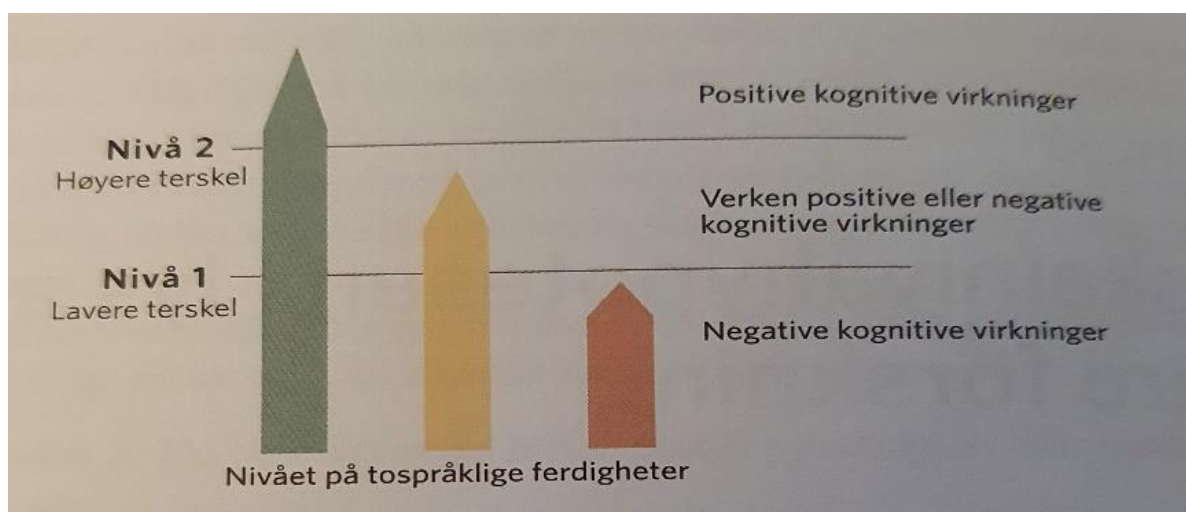 Positive kognitive virkninger
Nivå 2
Høyere terskel
Verken positive eller negative
kognitive virkninger
Nivå 1
Lavere terskel
Negative kognitive virkninger
Nivået på tospråklige ferdigheter